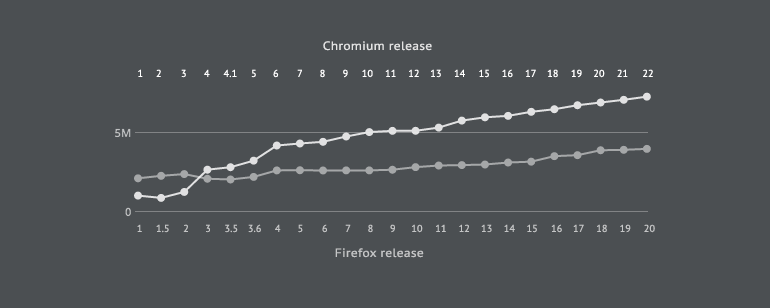 Chromium release
1 2 3 4 4.1 5 6 7 8 9 10 11 12 13 14 15 16 17 18 19 20 21 22
5M
0
1 1.5 2 3 3.5 3.6 4 5 6 7 8 9 10 11 12 13 14 15 16 17 18 19 20
Firefox release